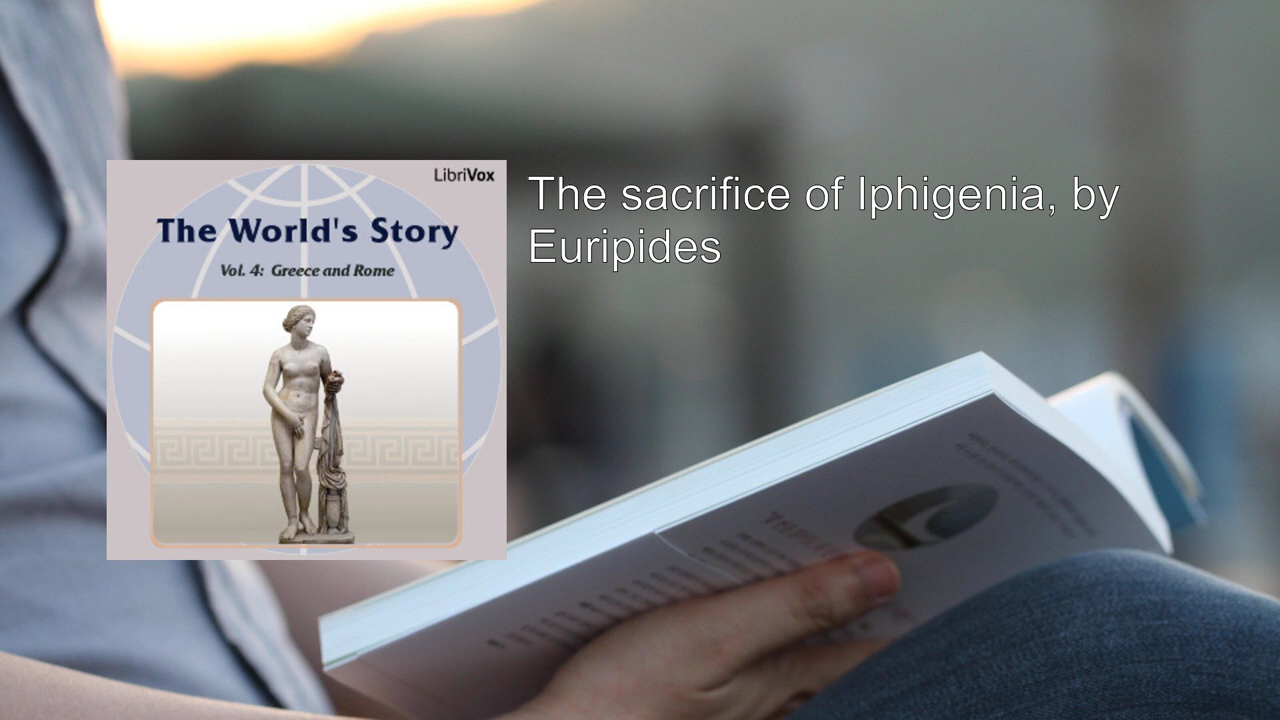 LibriVox
The World's Story
Vol. 4: Greece and Rome
The sacrifice of Iphigenia, by
Euripides